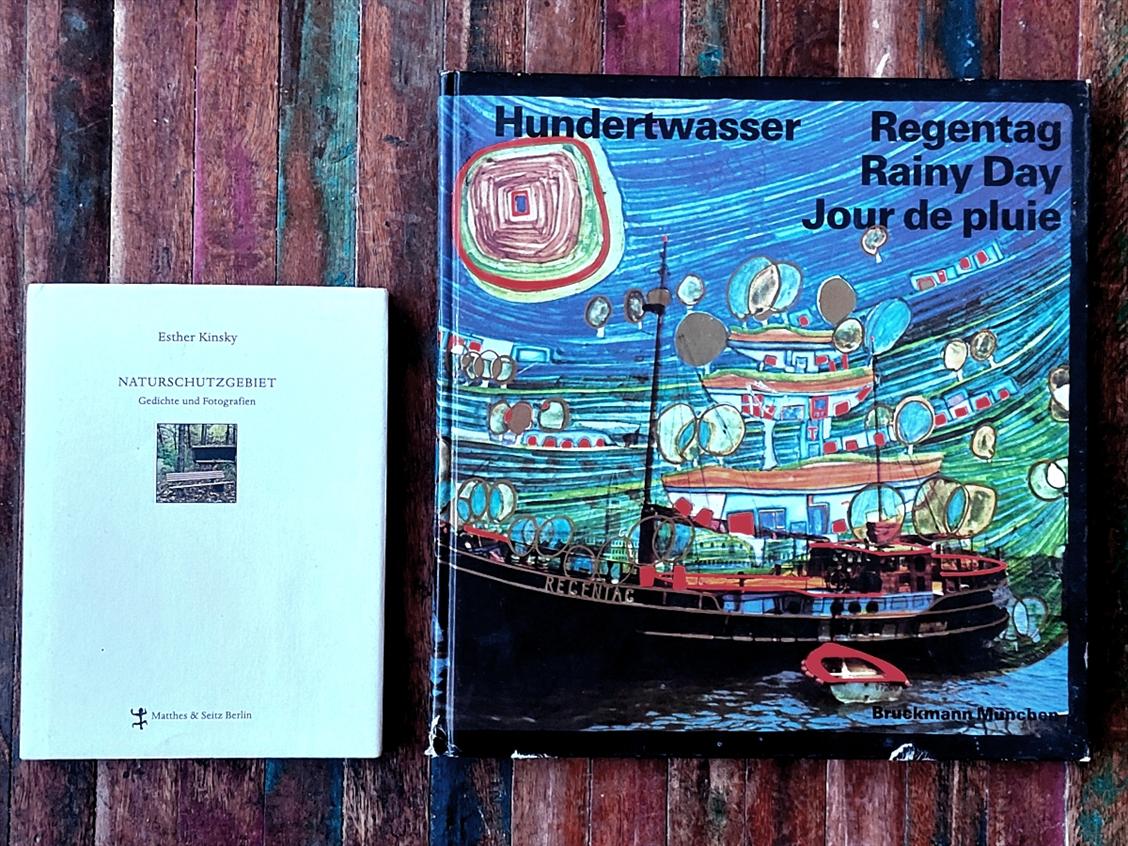 Esther Kinsky
NATURSCHUTZGEBIET
Gedichte und Fotografien
Matthes & Seitz Berlin
Hundertwasser
Regentag
Rainy Day
Jour de pluie
REGENTAG
Bruckmann München